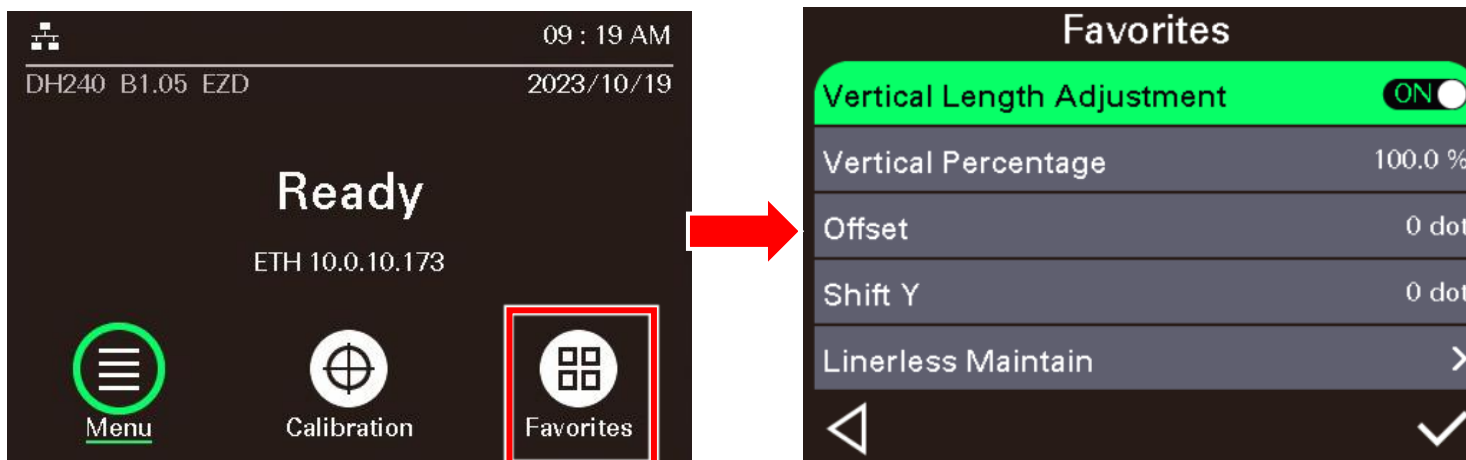 09 : 19 AM
DH240 B1.05 EZD 2023/10/19
Ready
ETH 10.0.10.173
Menu Calibration Favorites
Favorites
Vertical Length Adjustment ON
Vertical Percentage 100.0 %
Offset 0 dot
Shift Y 0 dot
Linerless Maintain